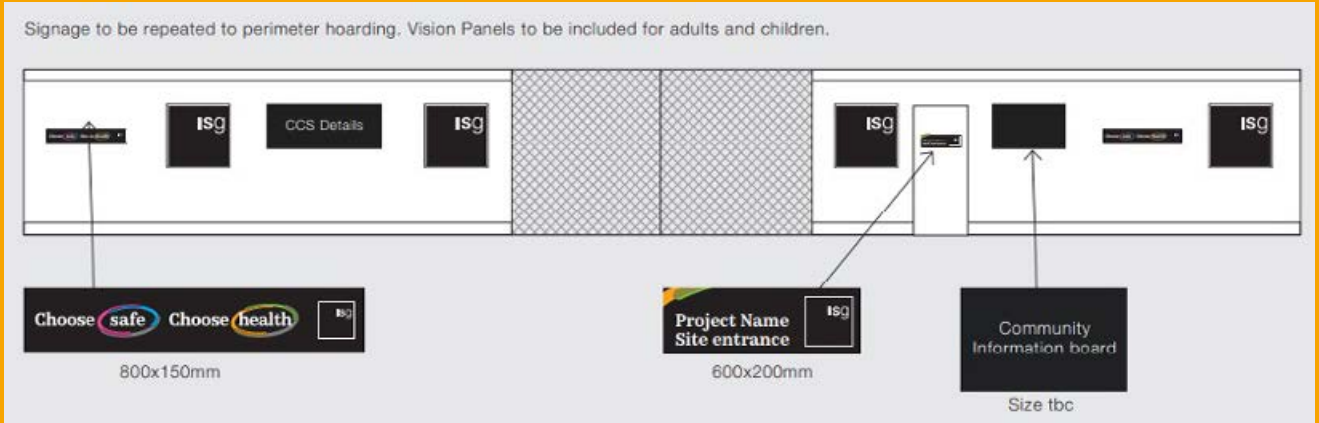 Signage to be repeated to perimeter hoarding. Vision Panels to be included for adults and children.
isg
CCS Details
isg
isg
isg
Choose safe Choose health
isg
Project Name
Site entrance
isg
Community
Information board
800x150mm
600x200mm
Size tbc